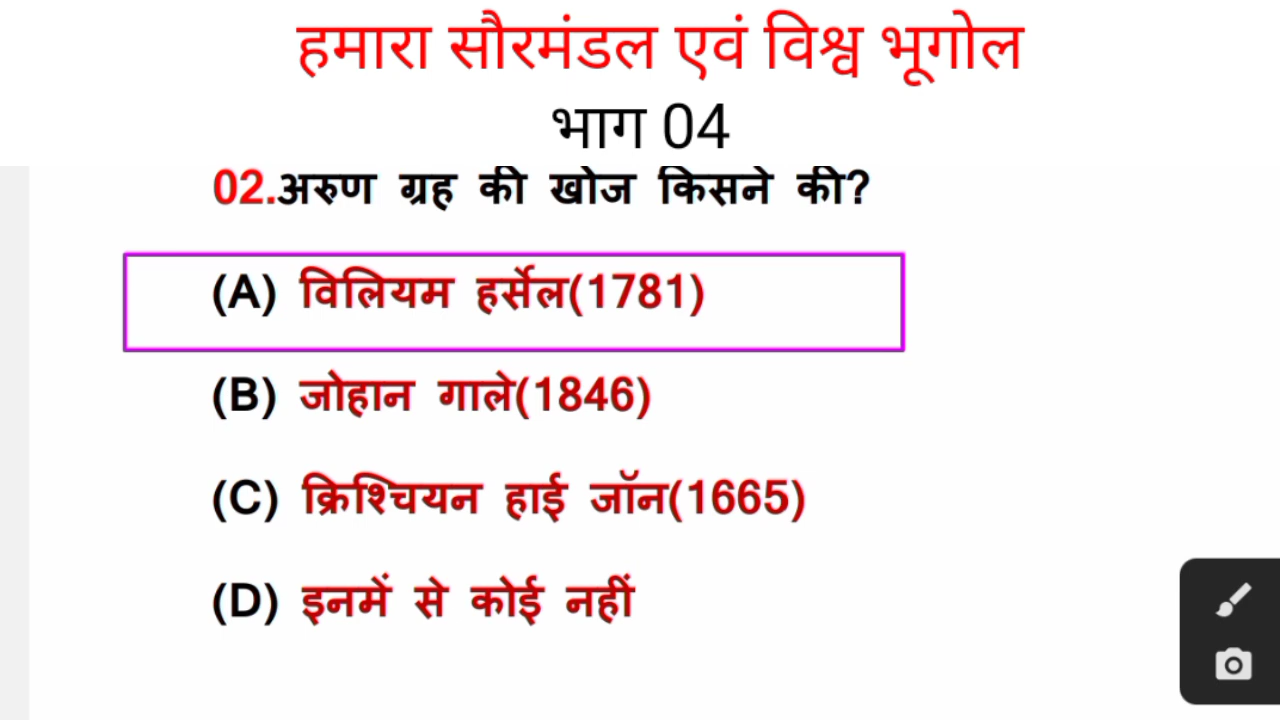 हमारा सौरमंडल एवं विश्व भूगोल
भाग 04
02.अरुण ग्रह की खोज किसने की?
(A) विलियम हर्सेल(1781)
(B) जोहान गाले(1846)
(C) क्रिश्चियन हाई जॉन(1665)
(D) इनमें से कोई नहीं